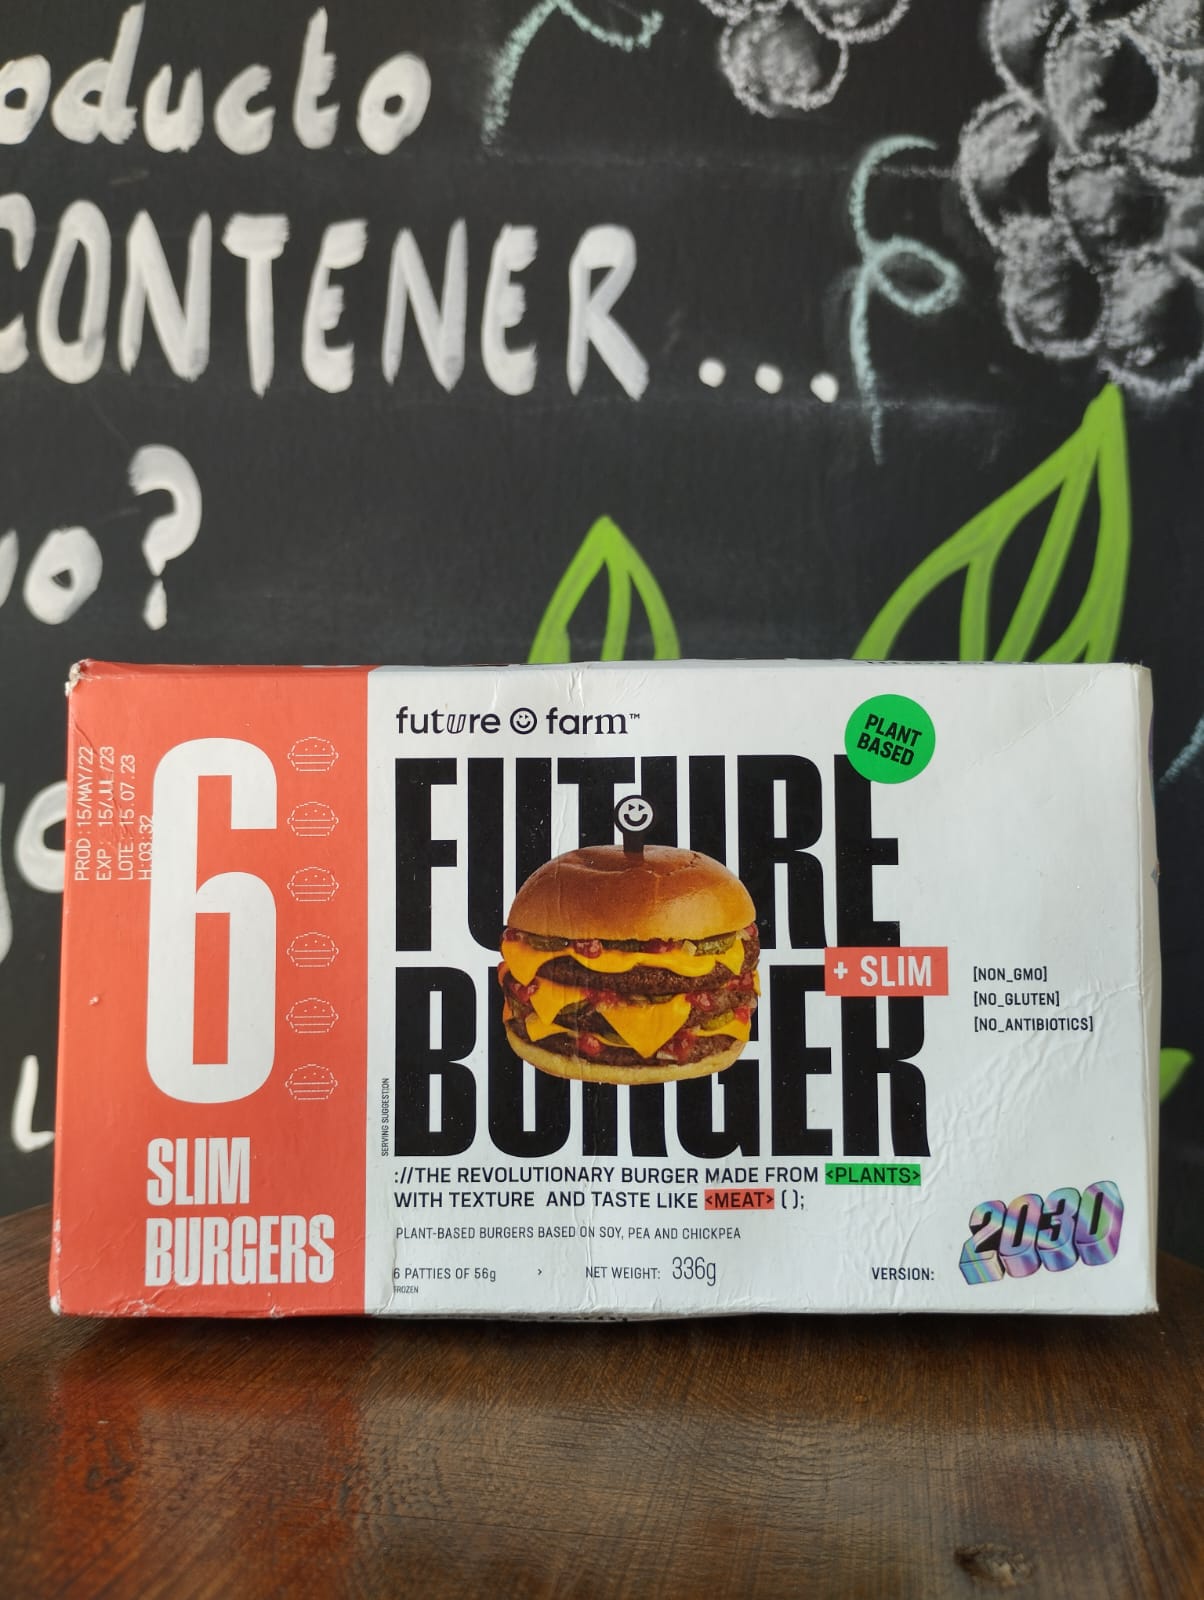 oducto
CONTENER...
vo?
PROD : 15/MAY/22
EXP : 15/JUL/23
LOTE : 15.07.23
H:03:32
6
SLIM
BURGERS
future farm™
PLANT
BASED
FUTURE
BURGER
+ SLIM
[NON_GMO]
[NO_GLUTEN]
[NO_ANTIBIOTICS]
SERVING SUGGESTION
://THE REVOLUTIONARY BURGER MADE FROM <PLANTS>
WITH TEXTURE AND TASTE LIKE <MEAT> ( );
PLANT-BASED BURGERS BASED ON SOY, PEA AND CHICKPEA
6 PATTIES OF 56g > NET WEIGHT: 336g
FROZEN
VERSION: 2030